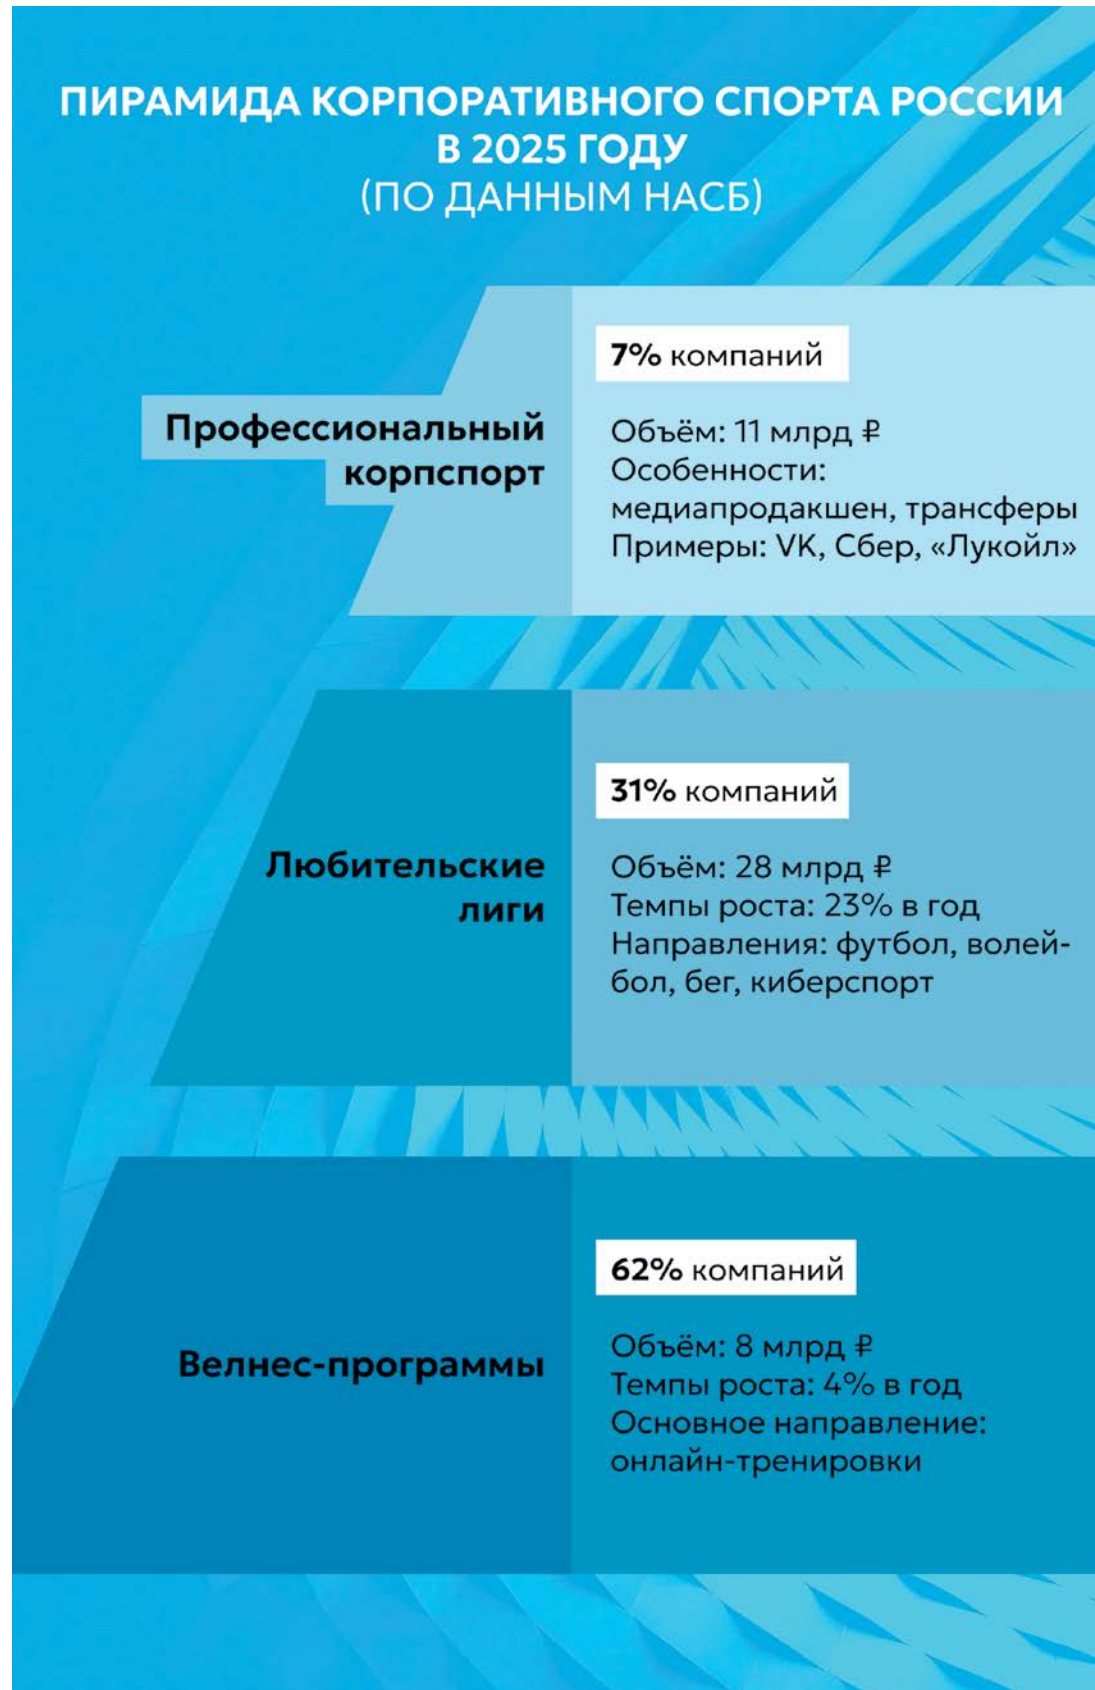 ПИРАМИДА КОРПОРАТИВНОГО СПОРТА РОССИИ
В 2025 ГОДУ
(ПО ДАННЫМ НАСБ)
Профессиональный
корпспорт
7% компаний
Объём: 11 млрд ₽
Особенности:
медиапродакшен, трансферы
Примеры: VK, Сбер, «Лукойл»
Любительские
лиги
31% компаний
Объём: 28 млрд ₽
Темпы роста: 23% в год
Направления: футбол, волей-
бол, бег, киберспорт
Велнес-программы
62% компаний
Объём: 8 млрд ₽
Темпы роста: 4% в год
Основное направление:
онлайн-тренировки